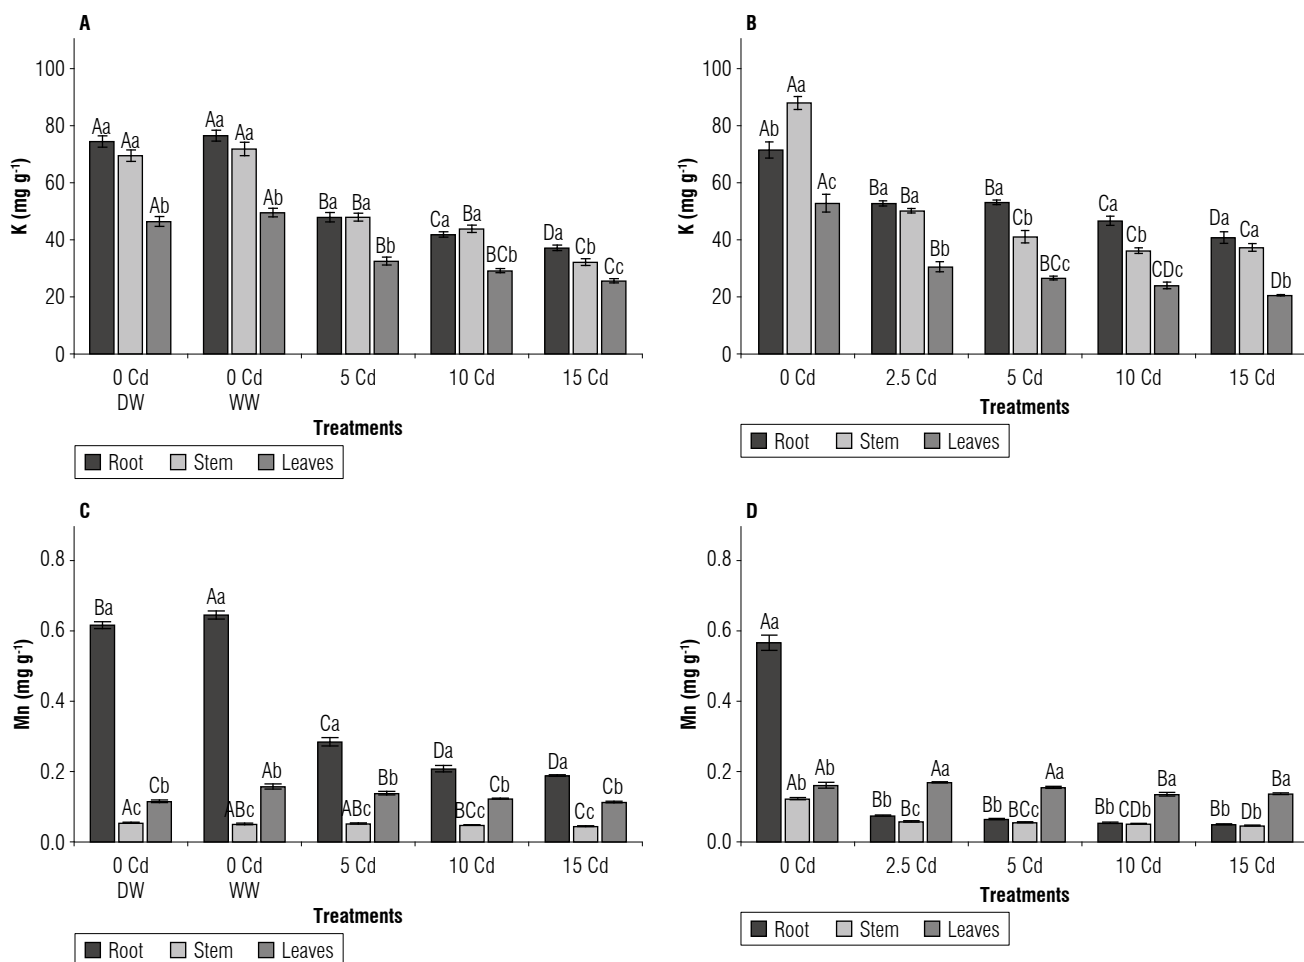 A
K (mg g-1)
100
80
60
40
20
0
Aa Aa Ab
Aa Aa Ab
Ba Ba Bb
Ca Ba BCb
Da Cb Cc
0 Cd DW
0 Cd WW
5 Cd
10 Cd
15 Cd
Treatments
Root Stem Leaves
B
K (mg g-1)
100
80
60
40
20
0
Ab Aa Ac
Ba Ba Bb
Ba Cb BCc
Ca Cb CDc
Da Ca Db
0 Cd
2.5 Cd
5 Cd
10 Cd
15 Cd
Treatments
Root Stem Leaves
C
Mn (mg g-1)
0.8
0.6
0.4
0.2
0.0
Ba Ac Cb
Aa ABc Ab
Ca ABc Bb
Da BCc Cb
Da Cc Cb
0 Cd DW
0 Cd WW
5 Cd
10 Cd
15 Cd
Treatments
Root Stem Leaves
D
Mn (mg g-1)
0.8
0.6
0.4
0.2
0.0
Aa Ab Ab
Bb Bc Aa
Bb BCc Aa
Bb CDb Ba
Bb Db Ba
0 Cd
2.5 Cd
5 Cd
10 Cd
15 Cd
Treatments
Root Stem Leaves